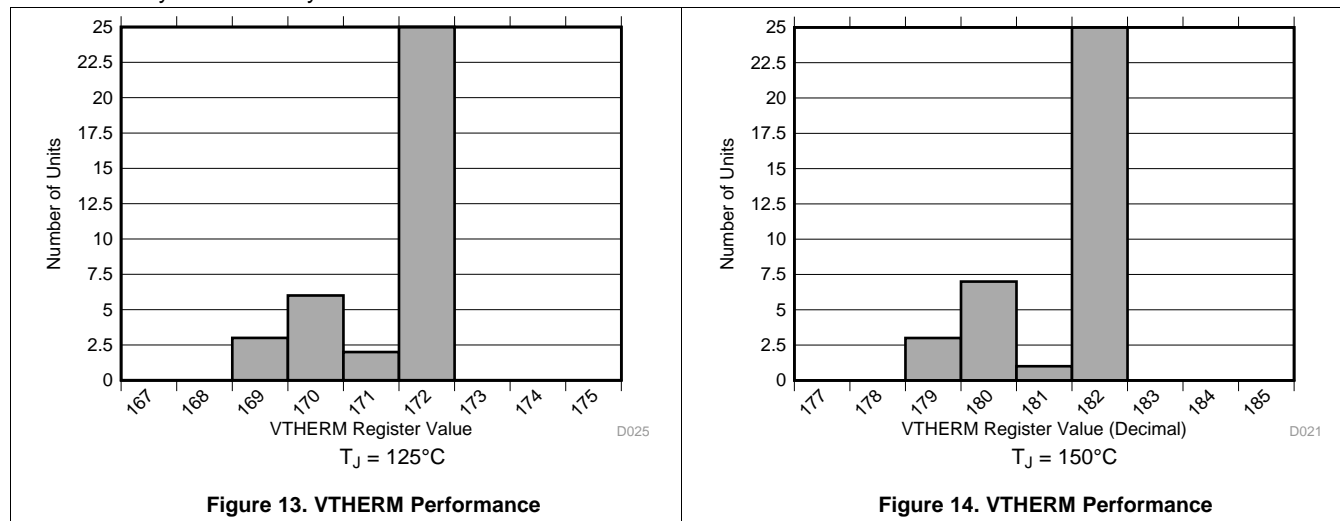 25
22.5
20
17.5
15
12.5
10
7.5
5
2.5
0
Number of Units
167 168 169 170 171 172 173 174 175
VTHERM Register Value
D025
TJ = 125°C
Figure 13. VTHERM Performance
25
22.5
20
17.5
15
12.5
10
7.5
5
2.5
0
Number of Units
177 178 179 180 181 182 183 184 185
VTHERM Register Value (Decimal)
D021
TJ = 150°C
Figure 14. VTHERM Performance